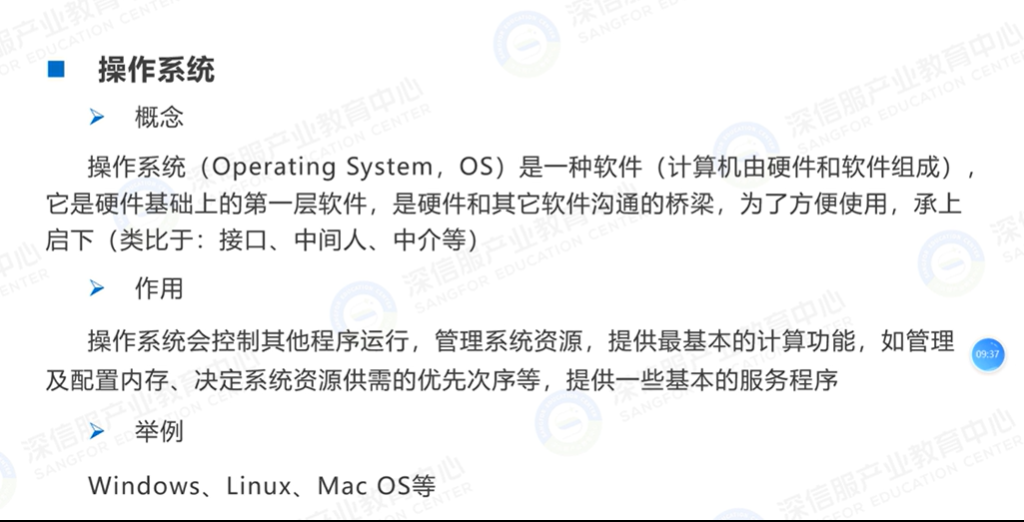 操作系统
概念
操作系统（Operating System，OS）是一种软件（计算机由硬件和软件组成），
它是硬件基础上的第一层软件，是硬件和其它软件沟通的桥梁，为了方便使用，承上
启下（类比于：接口、中间人、中介等）
作用
操作系统会控制其他程序运行，管理系统资源，提供最基本的计算功能，如管理
及配置内存、决定系统资源供需的优先次序等，提供一些基本的服务程序
09:37
举例
Windows、Linux、Mac OS等
深信服产业教育中心
SANGFOR EDUCATION CENTER